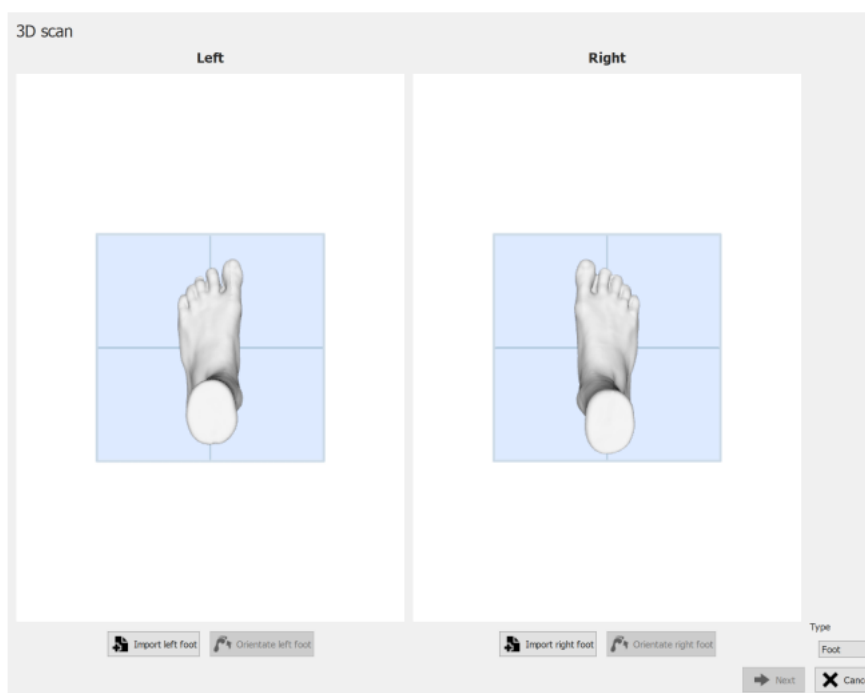 3D scan
Left
Right
Import left foot
Orientate left foot
Import right foot
Orientate right foot
Type
Foot
Next
Canc